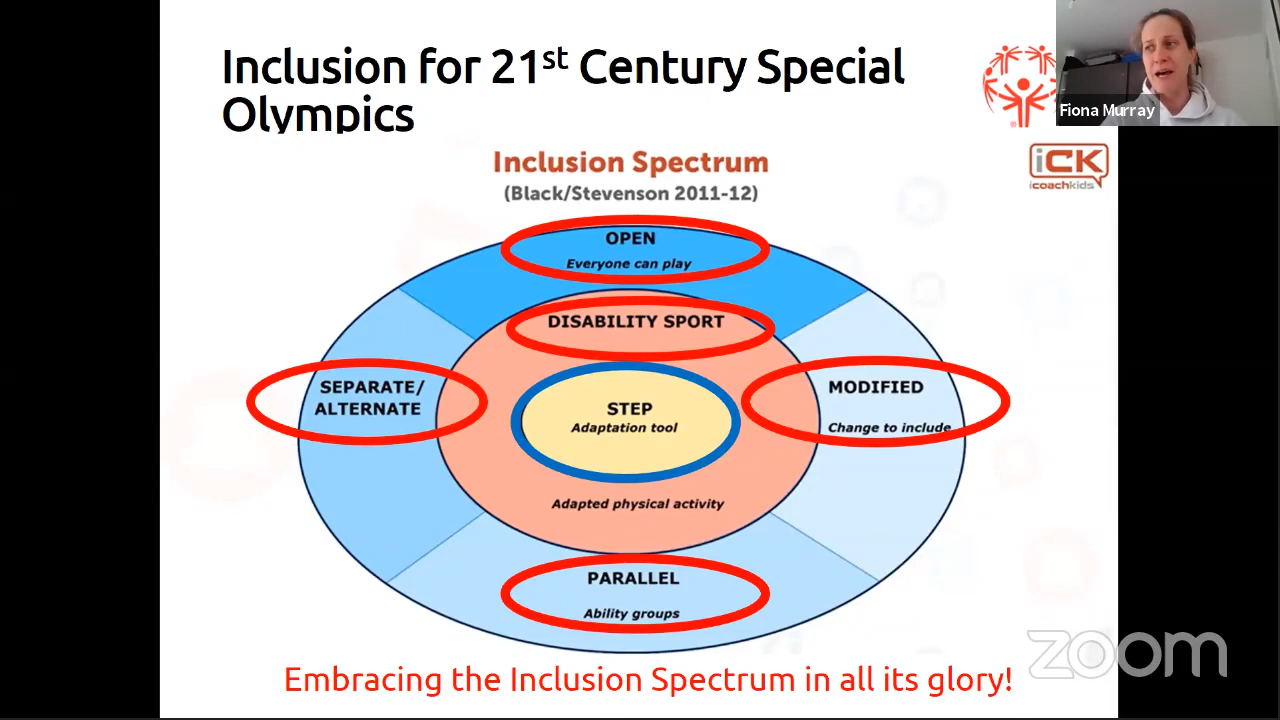 Inclusion for 21st Century Special
Olympics
Fiona Murray
iCK
icoachkids
Inclusion Spectrum
(Black/Stevenson 2011-12)
OPEN
Everyone can play
DISABILITY SPORT
SEPARATE/
ALTERNATE
STEP
Adaptation tool
MODIFIED
Change to include
Adapted physical activity
PARALLEL
Ability groups
zoom
Embracing the Inclusion Spectrum in all its glory!